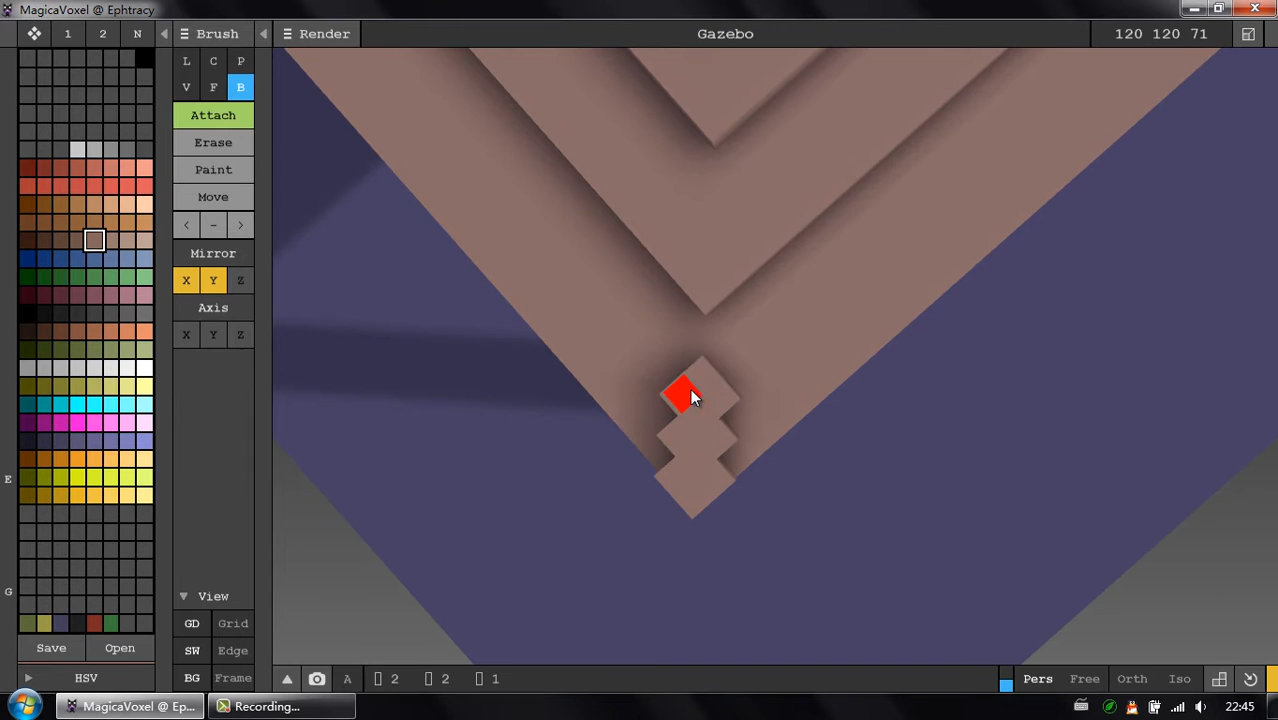 MagicaVoxel @ Ephtracy
1 2 N Brush Render Gazebo 120 120 71
L C P
V F B
Attach
Erase
Paint
Move
< - >
Mirror
X Y Z
Axis
X Y Z
E
G
View
GD Grid
SW Edge
BG Frame
Save Open
HSV
A 2 2 1 Pers Free Orth Iso
MagicaVoxel @ Ep... Recording... 22:45